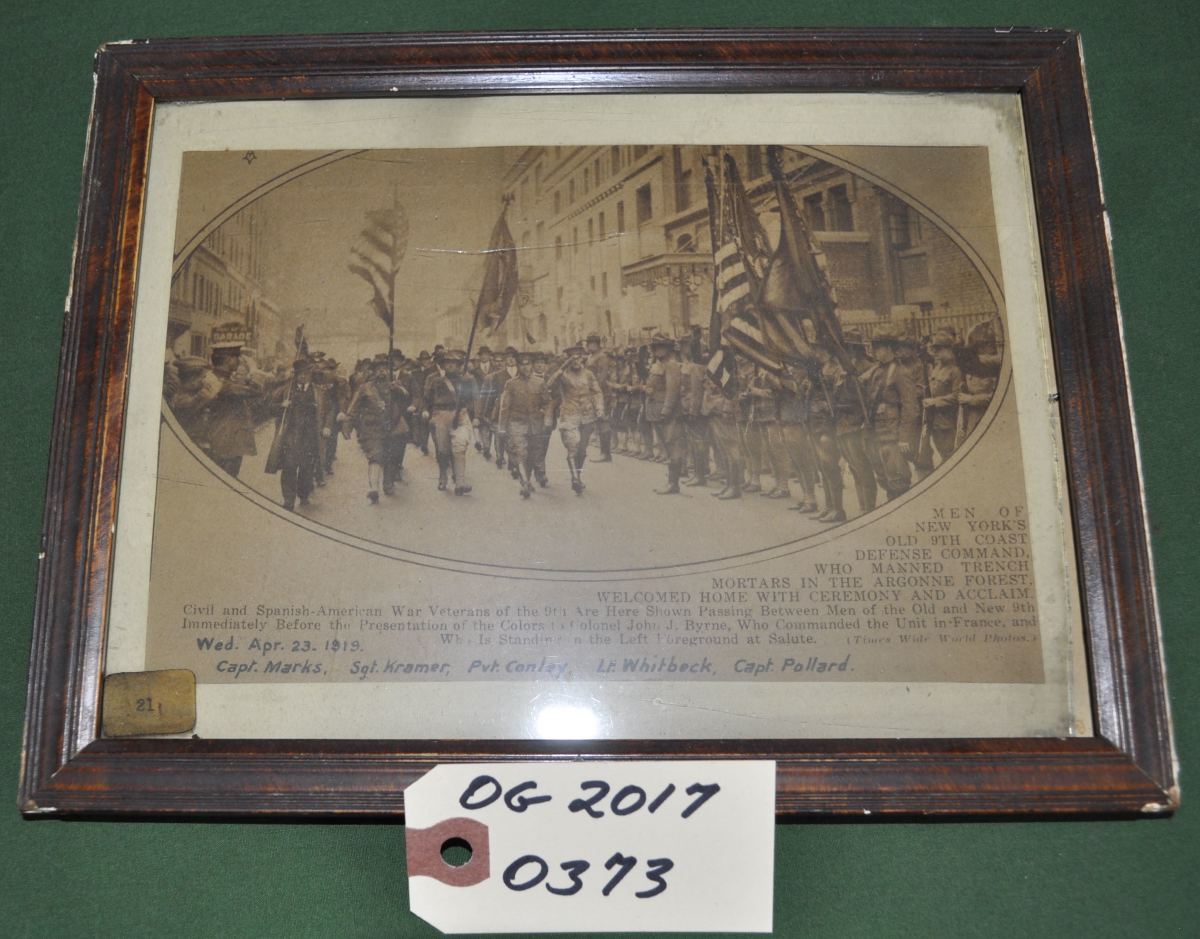 GARAGE
MEN OF
NEW YORK'S
OLD 9TH COAST
DEFENSE COMMAND,
WHO MANNED TRENCH
MORTARS IN THE ARGONNE FOREST,
WELCOMED HOME WITH CEREMONY AND ACCLAIM.
Civil and Spanish-American War Veterans of the 9th Are Here Shown Passing Between Men of the Old and New 9th
Immediately Before the Presentation of the Colors to Colonel John J. Byrne, Who Commanded the Unit in France, and
Who Is Standing in the Left Foreground at Salute. (Times Wide World Photos.)
Wed. Apr. 23. 1919.
Capt. Marks, Sgt. Kramer, Pvt. Conley, Lt. Whitbeck, Capt. Pollard.
21
OG 2017
0373